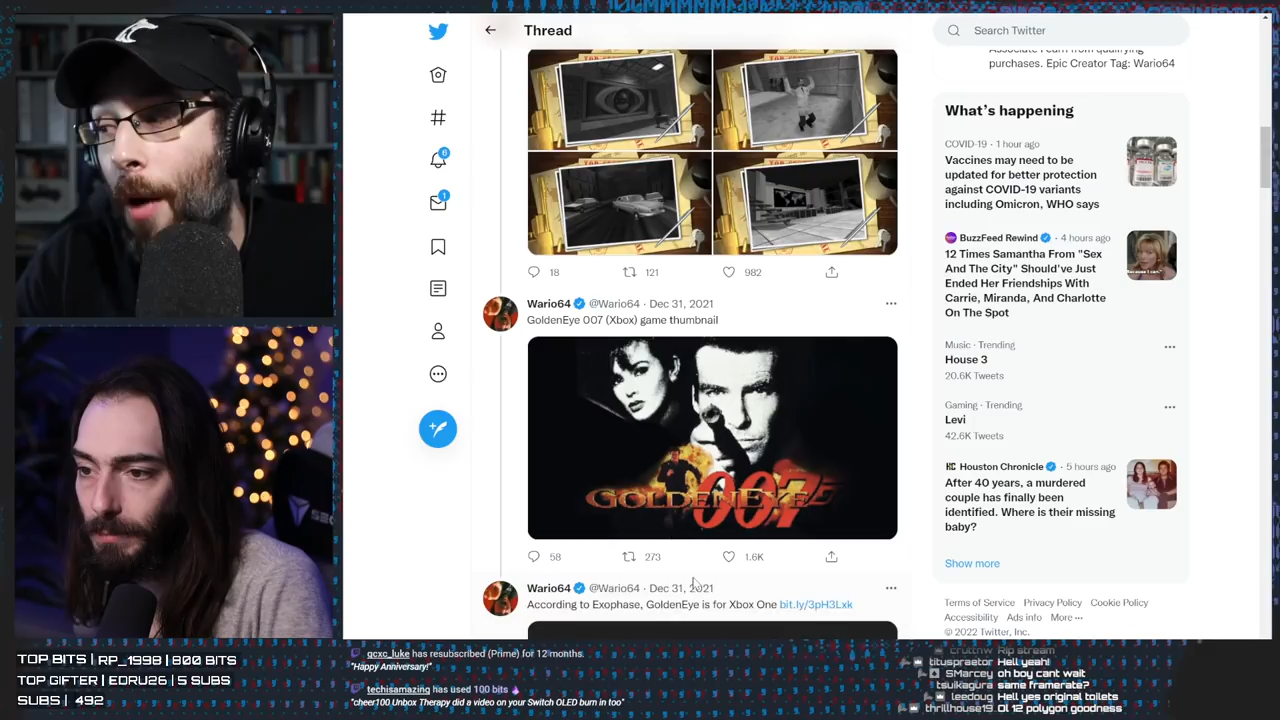 Thread
Search Twitter
purchases. Epic Creator Tag: Wario64
What's happening
COVID-19 · 1 hour ago
Vaccines may need to be
updated for better protection
against COVID-19 variants
including Omicron, WHO says
BuzzFeed Rewind · 4 hours ago
12 Times Samantha From "Sex
And The City" Should've Just
Ended Her Friendships With
Carrie, Miranda, And Charlotte
On The Spot
Music · Trending
House 3
20.6K Tweets
Gaming · Trending
Levi
42.6K Tweets
Houston Chronicle · 5 hours ago
After 40 years, a murdered
couple has finally been
identified. Where is their missing
baby?
Show more
Terms of Service Privacy Policy Cookie Policy
Accessibility Ads info More
© 2022 Twitter, Inc.
6
1
18 121 982
Wario64 @Wario64 · Dec 31, 2021
GoldenEye 007 (Xbox) game thumbnail
GOLDENEYE 007
58 273 1.6K
Wario64 @Wario64 · Dec 31, 2021
According to Exophase, GoldenEye is for Xbox One bit.ly/3pH3Lxk
TOP BITS | RP_1998 | 800 BITS
TOP GIFTER | EDRU26 | 5 SUBS
SUBS | 492
qcxc_luke has resubscribed (Prime) for 12 months.
"Happy Anniversary!"
techisamazing has used 100 bits
"cheer100 Unbox Therapy did a video on your Switch OLED burn in too"
Rip stream
tituspraetor Hell yeah!
SMarcey oh boy cant wait
tsuikagura same framerate?
leedoug Hell yes original toilets
thrillhouse19 Ol 12 polygon goodness